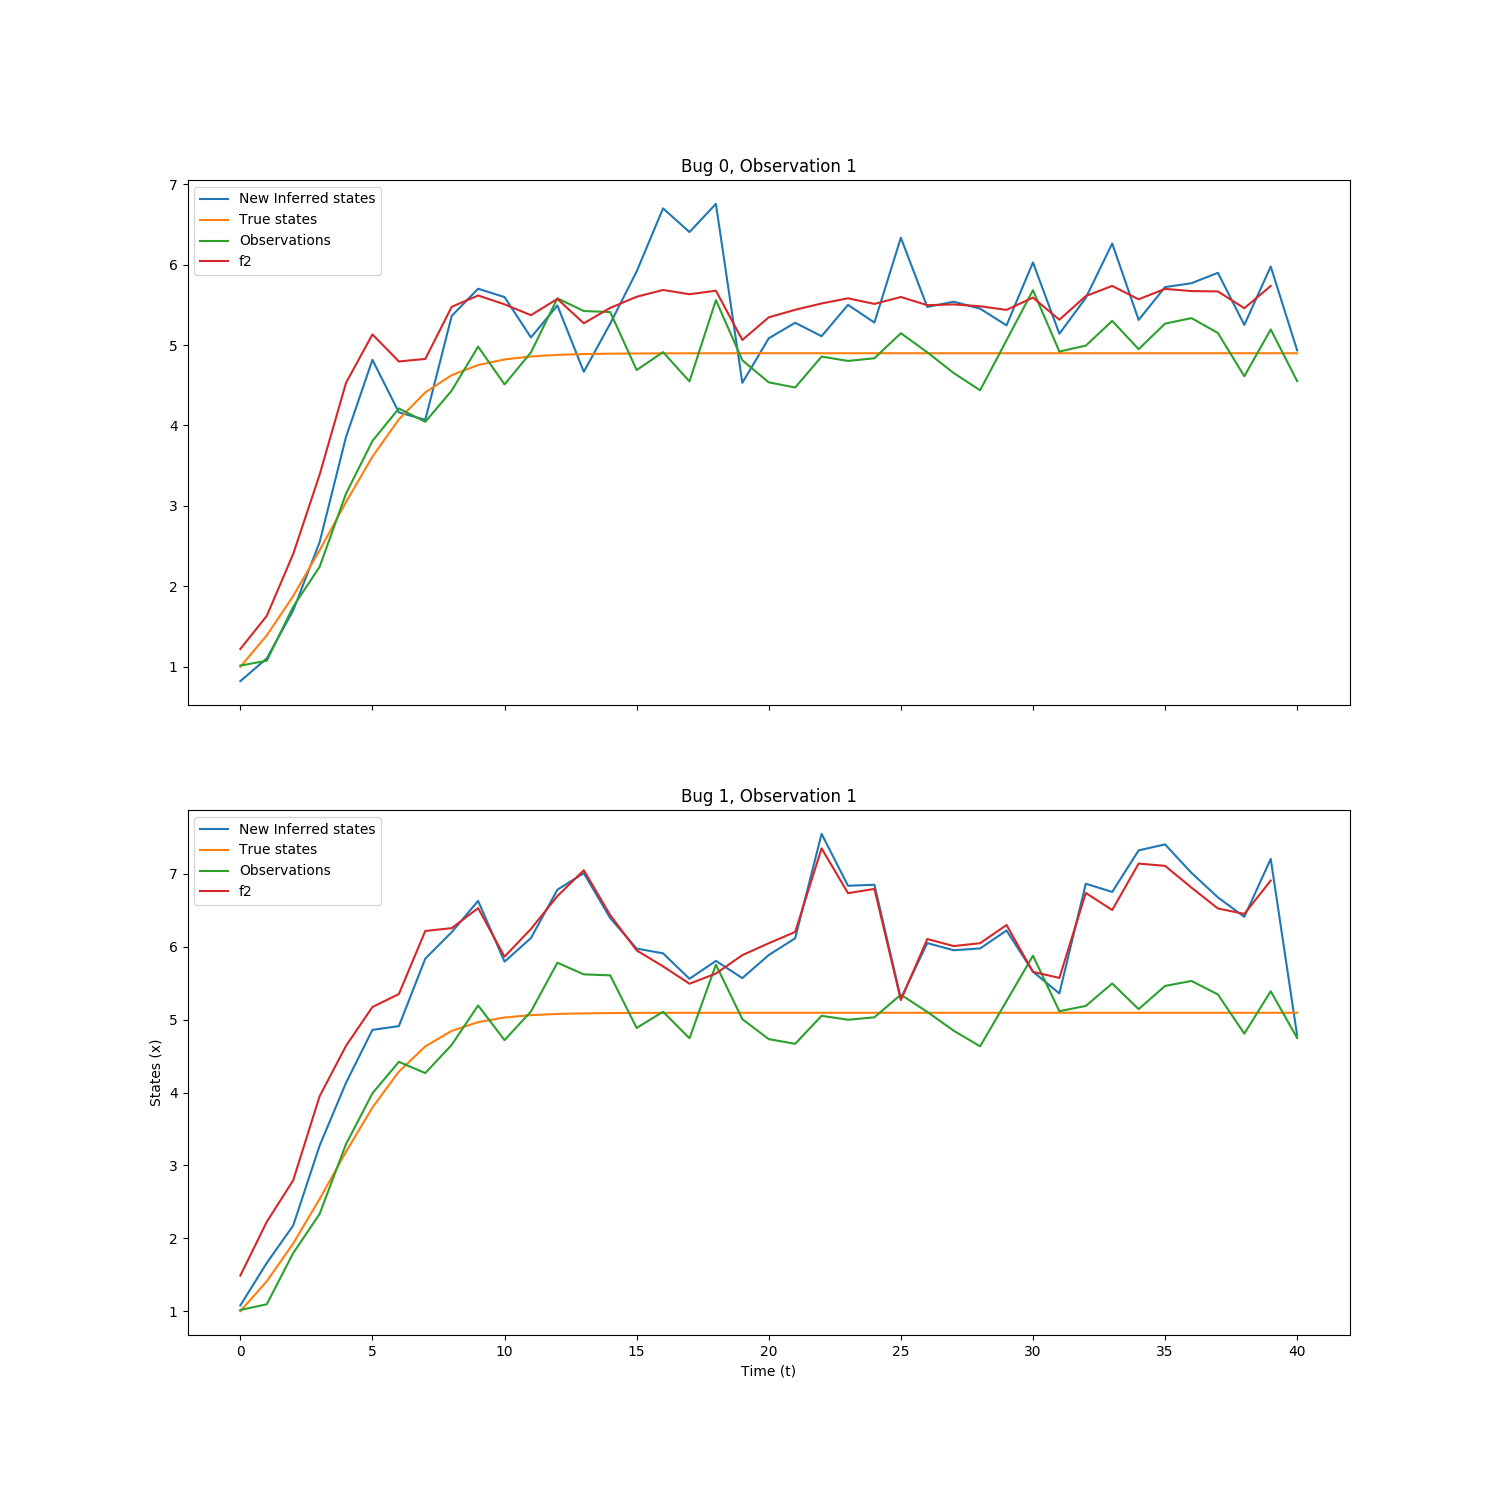 Bug 0, Observation 1
New Inferred states
True states
Observations
f2
7
6
5
4
3
2
1
Bug 1, Observation 1
New Inferred states
True states
Observations
f2
7
6
5
4
3
2
1
States (x)
0 5 10 15 20 25 30 35 40
Time (t)